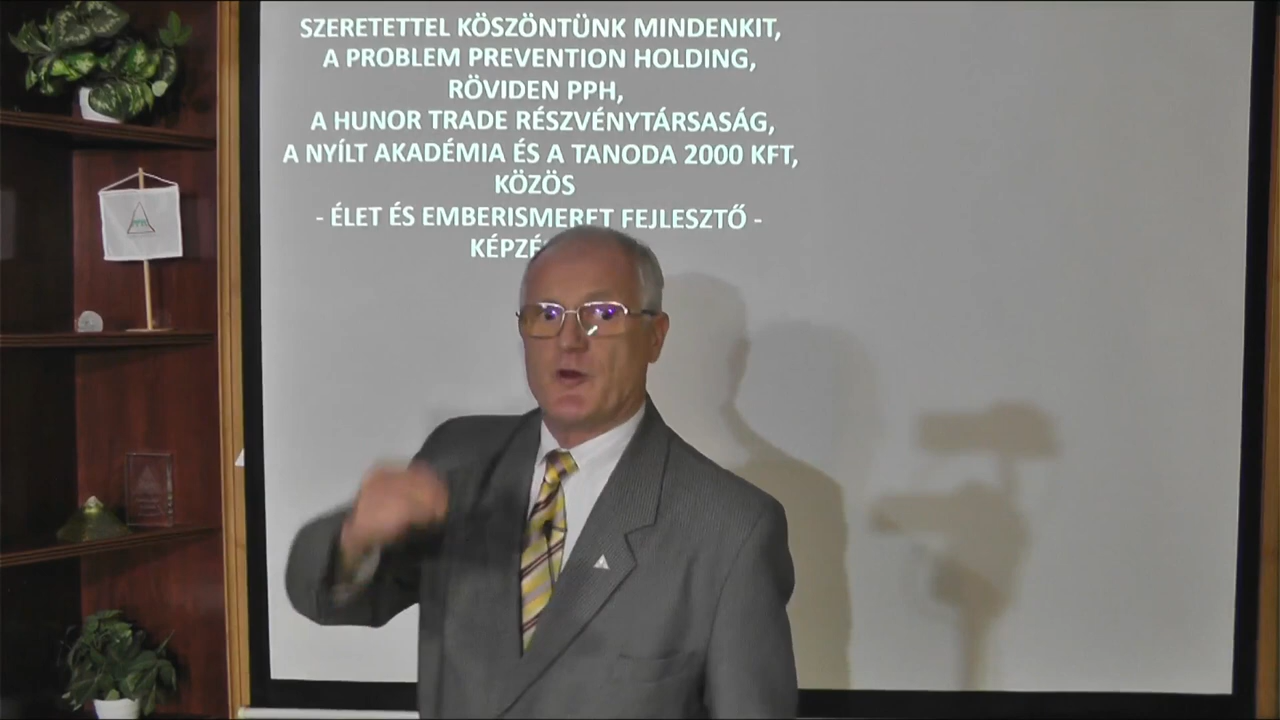 SZERETETTEL KÖSZÖNTÜNK MINDENKIT,
A PROBLEM PREVENTION HOLDING,
RÖVIDEN PPH,
A HUNOR TRADE RÉSZVÉNYTÁRSASÁG,
A NYÍLT AKADÉMIA ÉS A TANODA 2000 KFT,
KÖZÖS
- ÉLET ÉS EMBERISMERET FEJLESZTŐ -